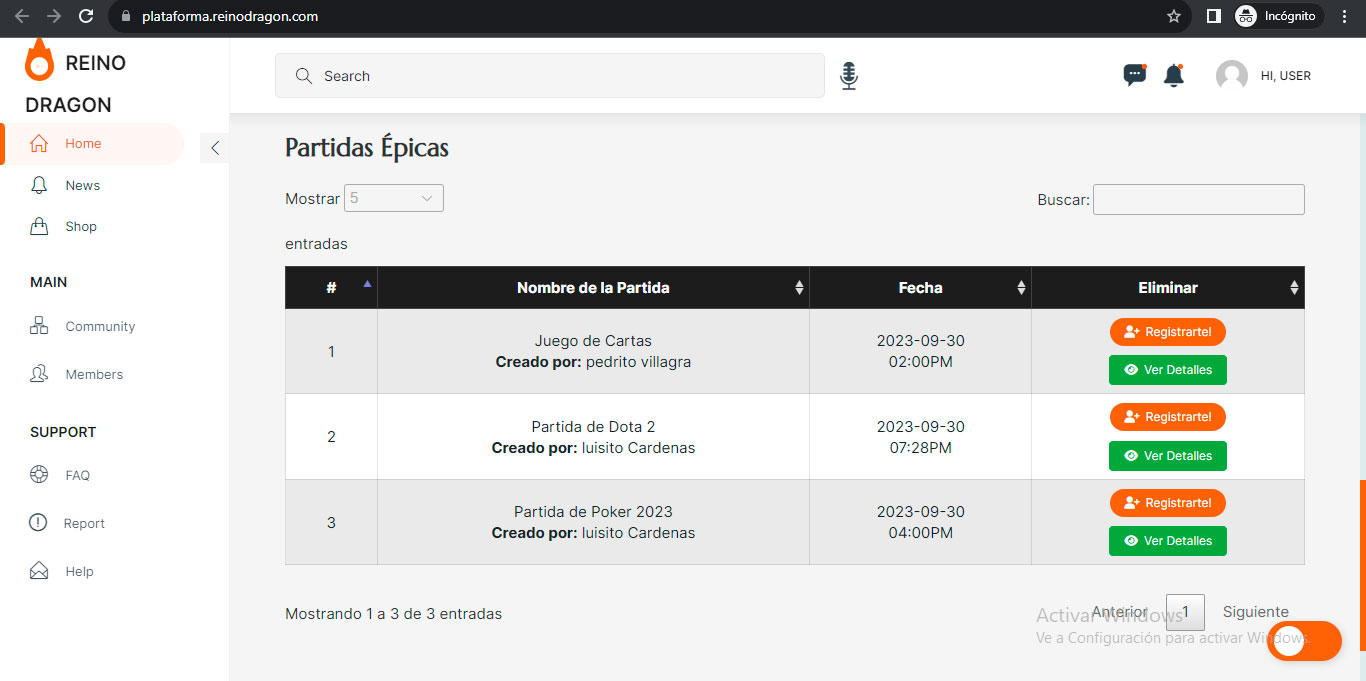 plataforma.reinodragon.com
Incógnito
REINO
DRAGON
Search
HI, USER
Home
News
Shop
MAIN
Community
Members
SUPPORT
FAQ
Report
Help
Partidas Épicas
Mostrar 5
entradas
Buscar:
# Nombre de la Partida Fecha Eliminar
1
Juego de Cartas
Creado por: pedrito villagra
2023-09-30
02:00PM
Registrarte!
Ver Detalles
2
Partida de Dota 2
Creado por: luisito Cardenas
2023-09-30
07:28PM
Registrarte!
Ver Detalles
3
Partida de Poker 2023
Creado por: luisito Cardenas
2023-09-30
04:00PM
Registrarte!
Ver Detalles
Mostrando 1 a 3 de 3 entradas
Anterior 1 Siguiente
Activar Windows
Ve a Configuración para activar Windows.